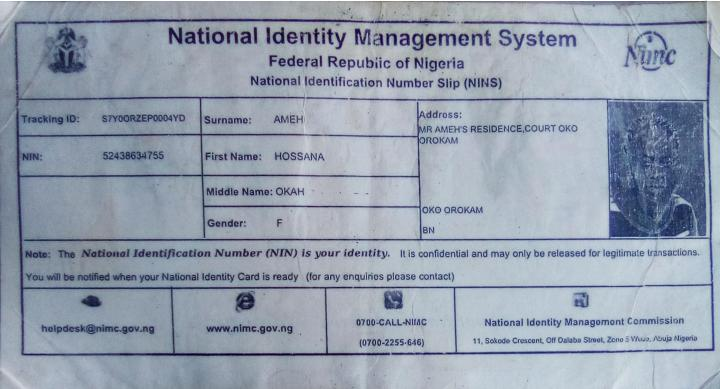 National Identity Management System
Federal Republic of Nigeria
National Identification Number Slip (NINS)
Nimc
Tracking ID: S7Y0ORZEP0004YD
Surname: AMEH
Address:
MR AMEH'S RESIDENCE,COURT OKO
OROKAM
NIN: 52438634755
First Name: HOSSANA
Middle Name: OKAH
OKO OROKAM
Gender: F
BN
Note: The National Identification Number (NIN) is your identity. It is confidential and may only be released for legitimate transactions.
You will be notified when your National Identity Card is ready (for any enquiries please contact)
helpdesk@nimc.gov.ng
www.nimc.gov.ng
0700-CALL-NIMC
(0700-2255-646)
National Identity Management Commission
11, Sokode Crescent, Off Dalaba Street, Zone 5 Wuse, Abuja Nigeria